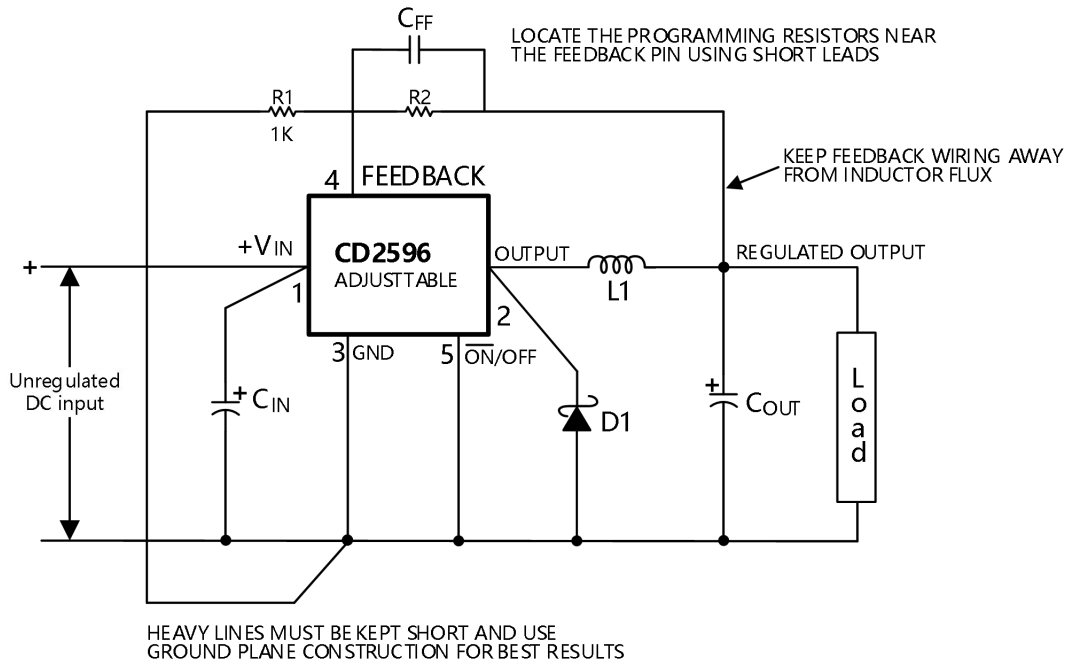 CFF
LOCATE THE PROGRAMMING RESISTORS NEAR
THE FEEDBACK PIN USING SHORT LEADS
R1
R2
1K
KEEP FEEDBACK WIRING AWAY
FROM INDUCTOR FLUX
4
FEEDBACK
+VIN
CD2596
ADJUSTTABLE
OUTPUT
REGULATED OUTPUT
+
1
2
L1
3
GND
5
ON/OFF
Unregulated
DC input
+
CIN
D1
+
COUT
Load
HEAVY LINES MUST BE KEPT SHORT AND USE
GROUND PLANE CONSTRUCTION FOR BEST RESULTS